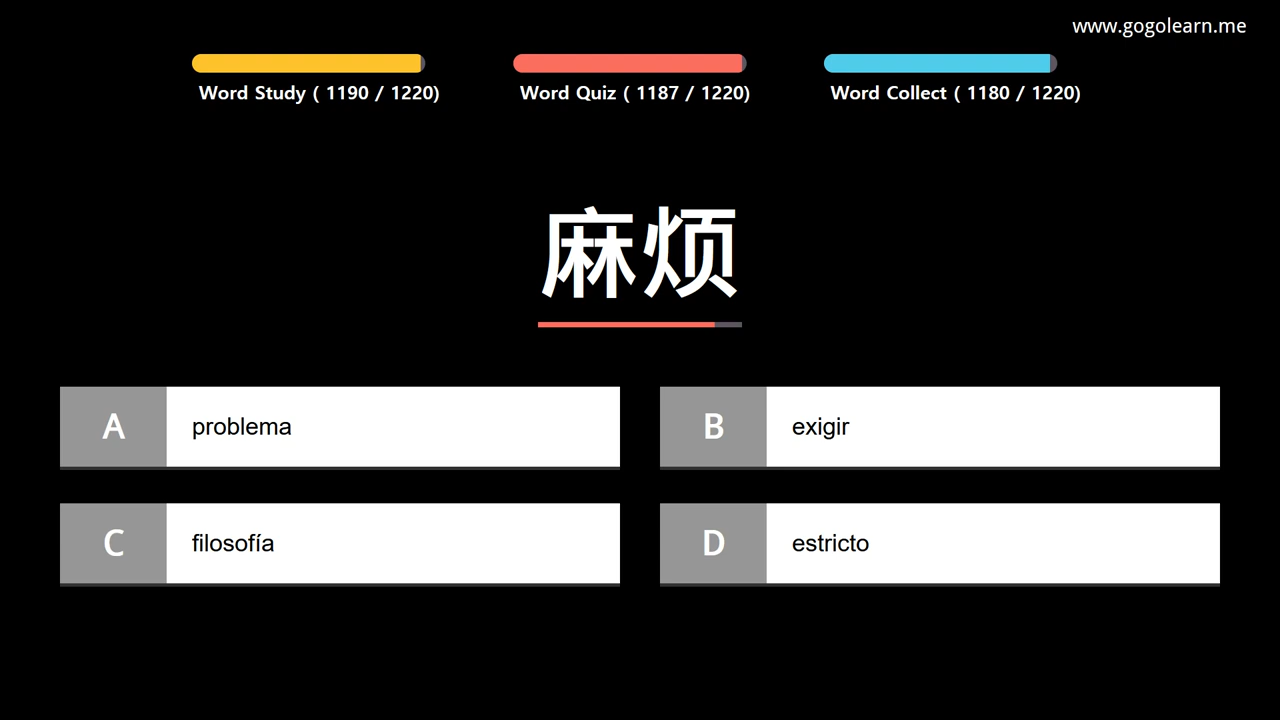 www.gogolearn.me
Word Study ( 1190 / 1220)
Word Quiz ( 1187 / 1220)
Word Collect ( 1180 / 1220)
麻烦
A problema
B exigir
C filosofía
D estricto